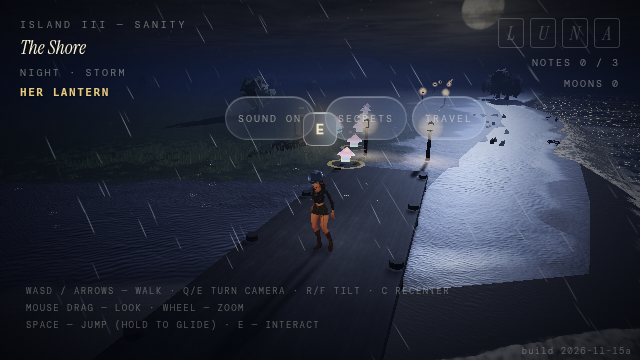 ISLAND III — SANITY
The Shore
NIGHT · STORM
HER LANTERN
L U N A
NOTES 0 / 3
MOONS 0
SOUND ON
SECRETS
TRAVEL
E
WASD / ARROWS — WALK · Q/E TURN CAMERA · R/F TILT · C RECENTER
MOUSE DRAG — LOOK · WHEEL — ZOOM
SPACE — JUMP (HOLD TO GLIDE) · E — INTERACT
build 2026-11-15a